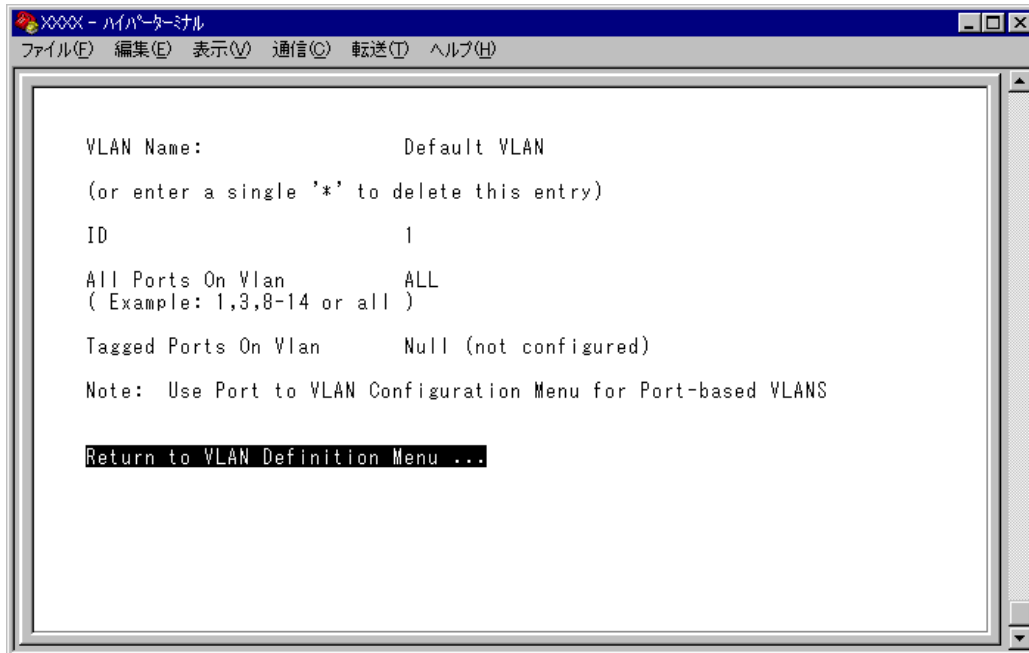 XXXX - ハイパーターミナル
ファイル(F) 編集(E) 表示(V) 通信(C) 転送(T) ヘルプ(H)
VLAN Name: Default VLAN
(or enter a single '*' to delete this entry)
ID 1
All Ports On Vlan ALL
( Example: 1,3,8-14 or all )
Tagged Ports On Vlan Null (not configured)
Note: Use Port to VLAN Configuration Menu for Port-based VLANS
Return to VLAN Definition Menu ...